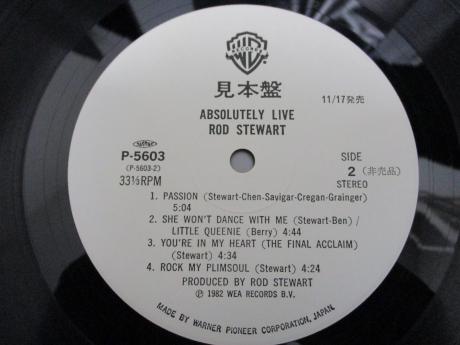 RECORDS
見本盤
11/17発売
ABSOLUTELY LIVE
ROD STEWART
P-5603
(P-5603-2)
33⅓RPM
SIDE
2 (非売品)
STEREO
1. PASSION (Stewart-Chen-Savigar-Cregan-Grainger)
5:04
2. SHE WON'T DANCE WITH ME (Stewart-Ben) /
LITTLE QUEENIE (Berry) 4:44
3. YOU'RE IN MY HEART (THE FINAL ACCLAIM)
(Stewart) 4:34
4. ROCK MY PLIMSOUL (Stewart) 4:24
PRODUCED BY ROD STEWART
℗ 1982 WEA RECORDS B.V.
MADE BY WARNER PIONEER CORPORATION, JAPAN